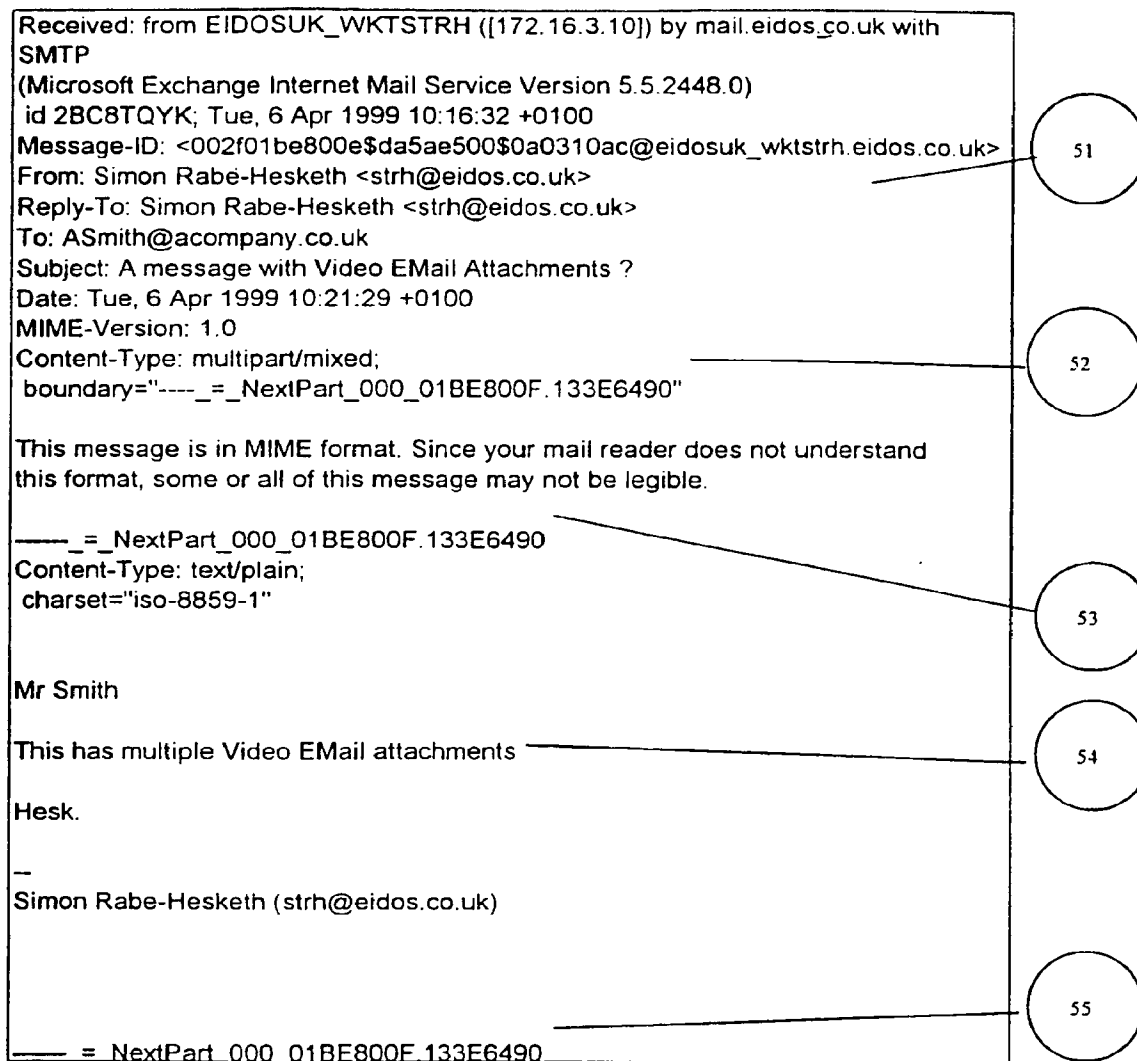 Received: from EIDOSUK_WKTSTRH ([172.16.3.10]) by mail.eidos.co.uk with
SMTP
(Microsoft Exchange Internet Mail Service Version 5.5.2448.0)
id 2BC8TQYK; Tue, 6 Apr 1999 10:16:32 +0100
Message-ID: <002f01be800e$da5ae500$0a0310ac@eidosuk_wktstrh.eidos.co.uk>
51
From: Simon Rabe-Hesketh <strh@eidos.co.uk>
Reply-To: Simon Rabe-Hesketh <strh@eidos.co.uk>
To: ASmith@acompany.co.uk
Subject: A message with Video EMail Attachments ?
Date: Tue, 6 Apr 1999 10:21:29 +0100
MIME-Version: 1.0
Content-Type: multipart/mixed;
52
boundary="----_=_NextPart_000_01BE800F.133E6490"
This message is in MIME format. Since your mail reader does not understand
this format, some or all of this message may not be legible.
------_=_NextPart_000_01BE800F.133E6490
Content-Type: text/plain;
charset="iso-8859-1"
53
Mr Smith
This has multiple Video EMail attachments
54
Hesk.
--
Simon Rabe-Hesketh (strh@eidos.co.uk)
55
------_=_NextPart_000_01BE800F.133E6490